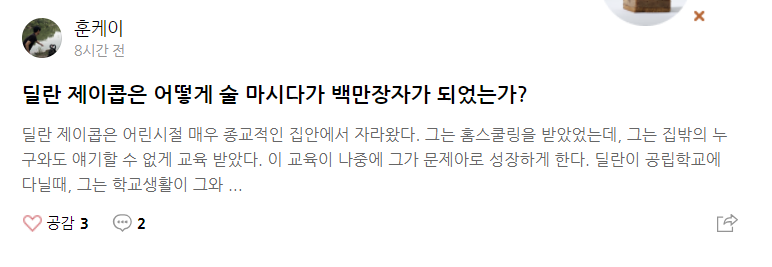 훈케이
8시간 전
딜란 제이콥은 어떻게 술 마시다가 백만장자가 되었는가?
딜란 제이콥은 어린시절 매우 종교적인 집안에서 자라왔다. 그는 홈스쿨링을 받았었는데, 그는 집밖의 누
구와도 얘기할 수 없게 교육 받았다. 이 교육이 나중에 그가 문제아로 성장하게 한다. 딜란이 공립학교에
다닐때, 그는 학교생활이 그와 ...
공감 3 2